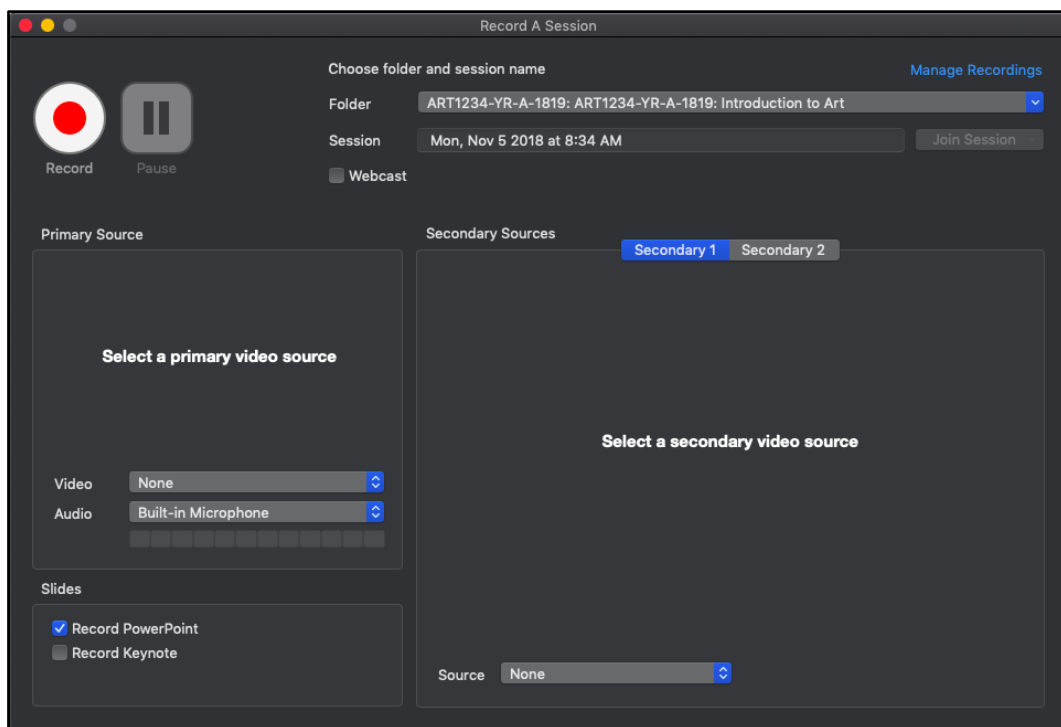 Record A Session
Choose folder and session name
Manage Recordings
Folder
ART1234-YR-A-1819: ART1234-YR-A-1819: Introduction to Art
Session
Mon, Nov 5 2018 at 8:34 AM
Join Session
Record
Pause
Webcast
Primary Source
Select a primary video source
Video
None
Audio
Built-in Microphone
Slides
Record PowerPoint
Record Keynote
Secondary Sources
Secondary 1
Secondary 2
Select a secondary video source
Source
None